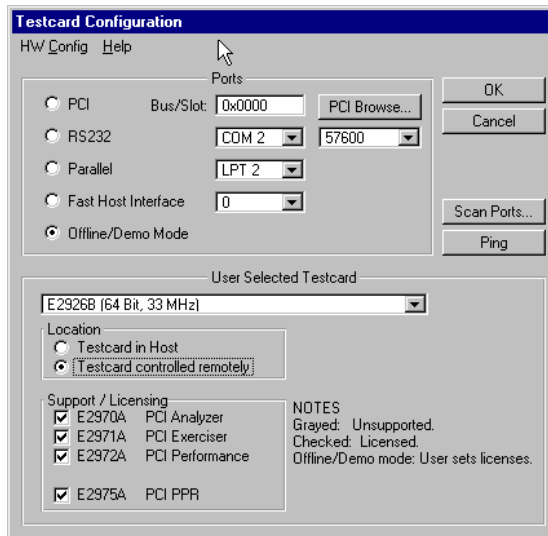 Testcard Configuration
HW Config Help
Ports
PCI Bus/Slot: 0x0000 PCI Browse...
RS232 COM 2 57600
Parallel LPT 2
Fast Host Interface 0
Offline/Demo Mode
OK
Cancel
Scan Ports...
Ping
User Selected Testcard
E2926B (64 Bit, 33 MHz)
Location
Testcard in Host
Testcard controlled remotely
Support / Licensing
E2970A PCI Analyzer
E2971A PCI Exerciser
E2972A PCI Performance
E2975A PCI PPR
NOTES
Grayed: Unsupported.
Checked: Licensed.
Offline/Demo mode: User sets licenses.